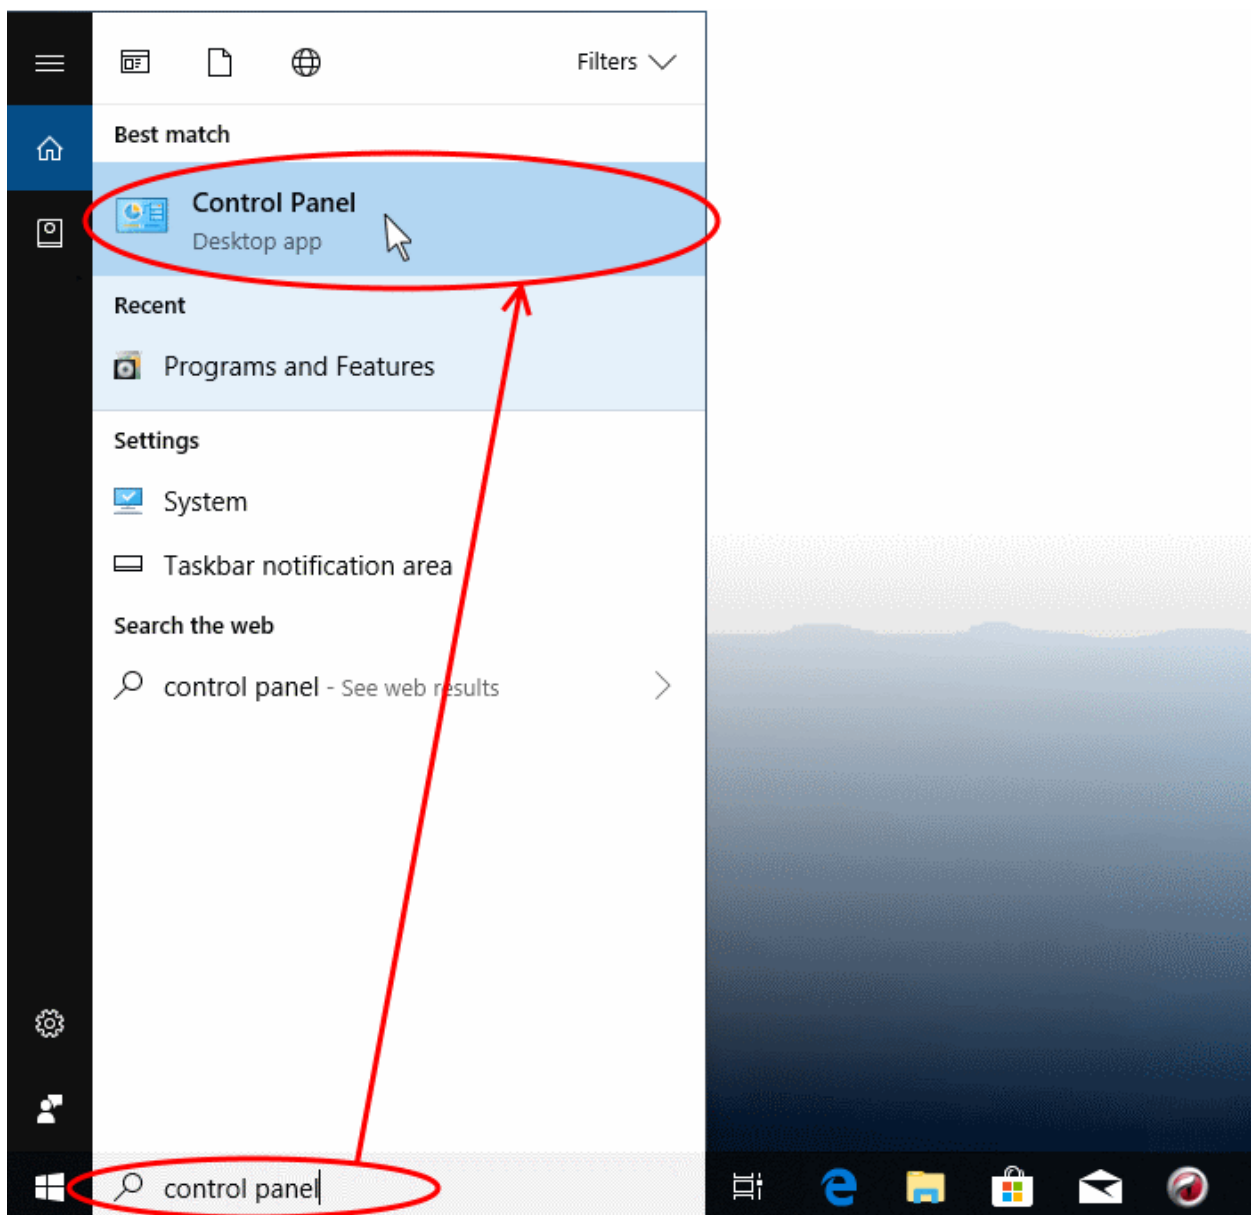 Filters
Best match
Control Panel
Desktop app
Recent
Programs and Features
Settings
System
Taskbar notification area
Search the web
control panel - See web results
control panel